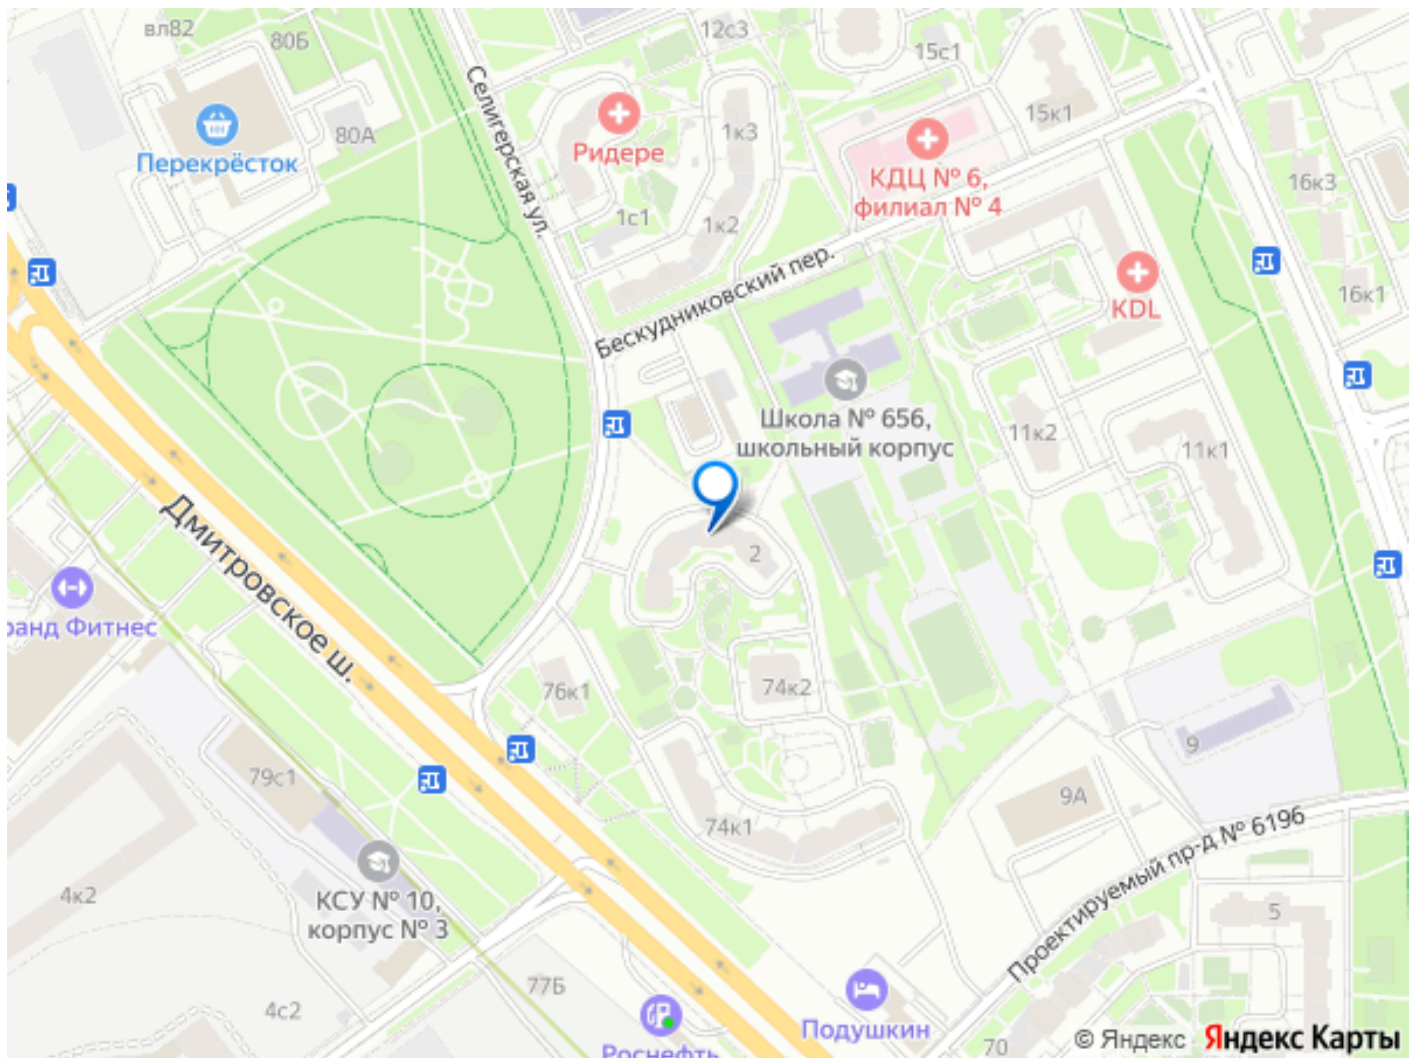 вл82
80Б
12с3
15с1
Селигерская ул.
Перекрёсток
80А
Ридере
1к3
15к1
КДЦ № 6,
филиал № 4
16к3
1с1
1к2
Бескудниковский пер.
KDL
16к1
Школа № 656,
школьный корпус
11к2
11к1
Дмитровское ш.
2
анд Фитнес
76к1
74к2
79с1
9
9А
74к1
Проектируемый пр-д № 6196
4к2
КСУ № 10,
корпус № 3
5
77Б
4с2
Подушкин
Роснефть
70
© Яндекс Яндекс Карты